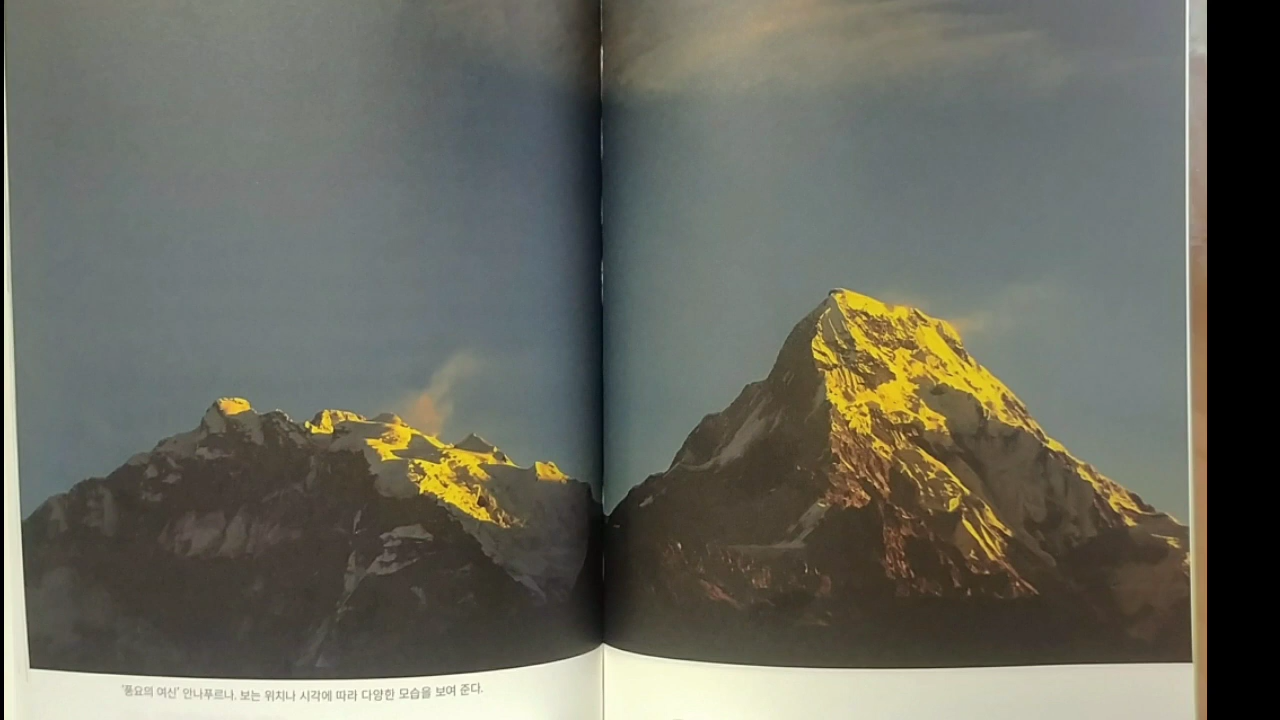 '풍요의 여신' 안나푸르나. 보는 위치나 시각에 따라 다양한 모습을 보여 준다.